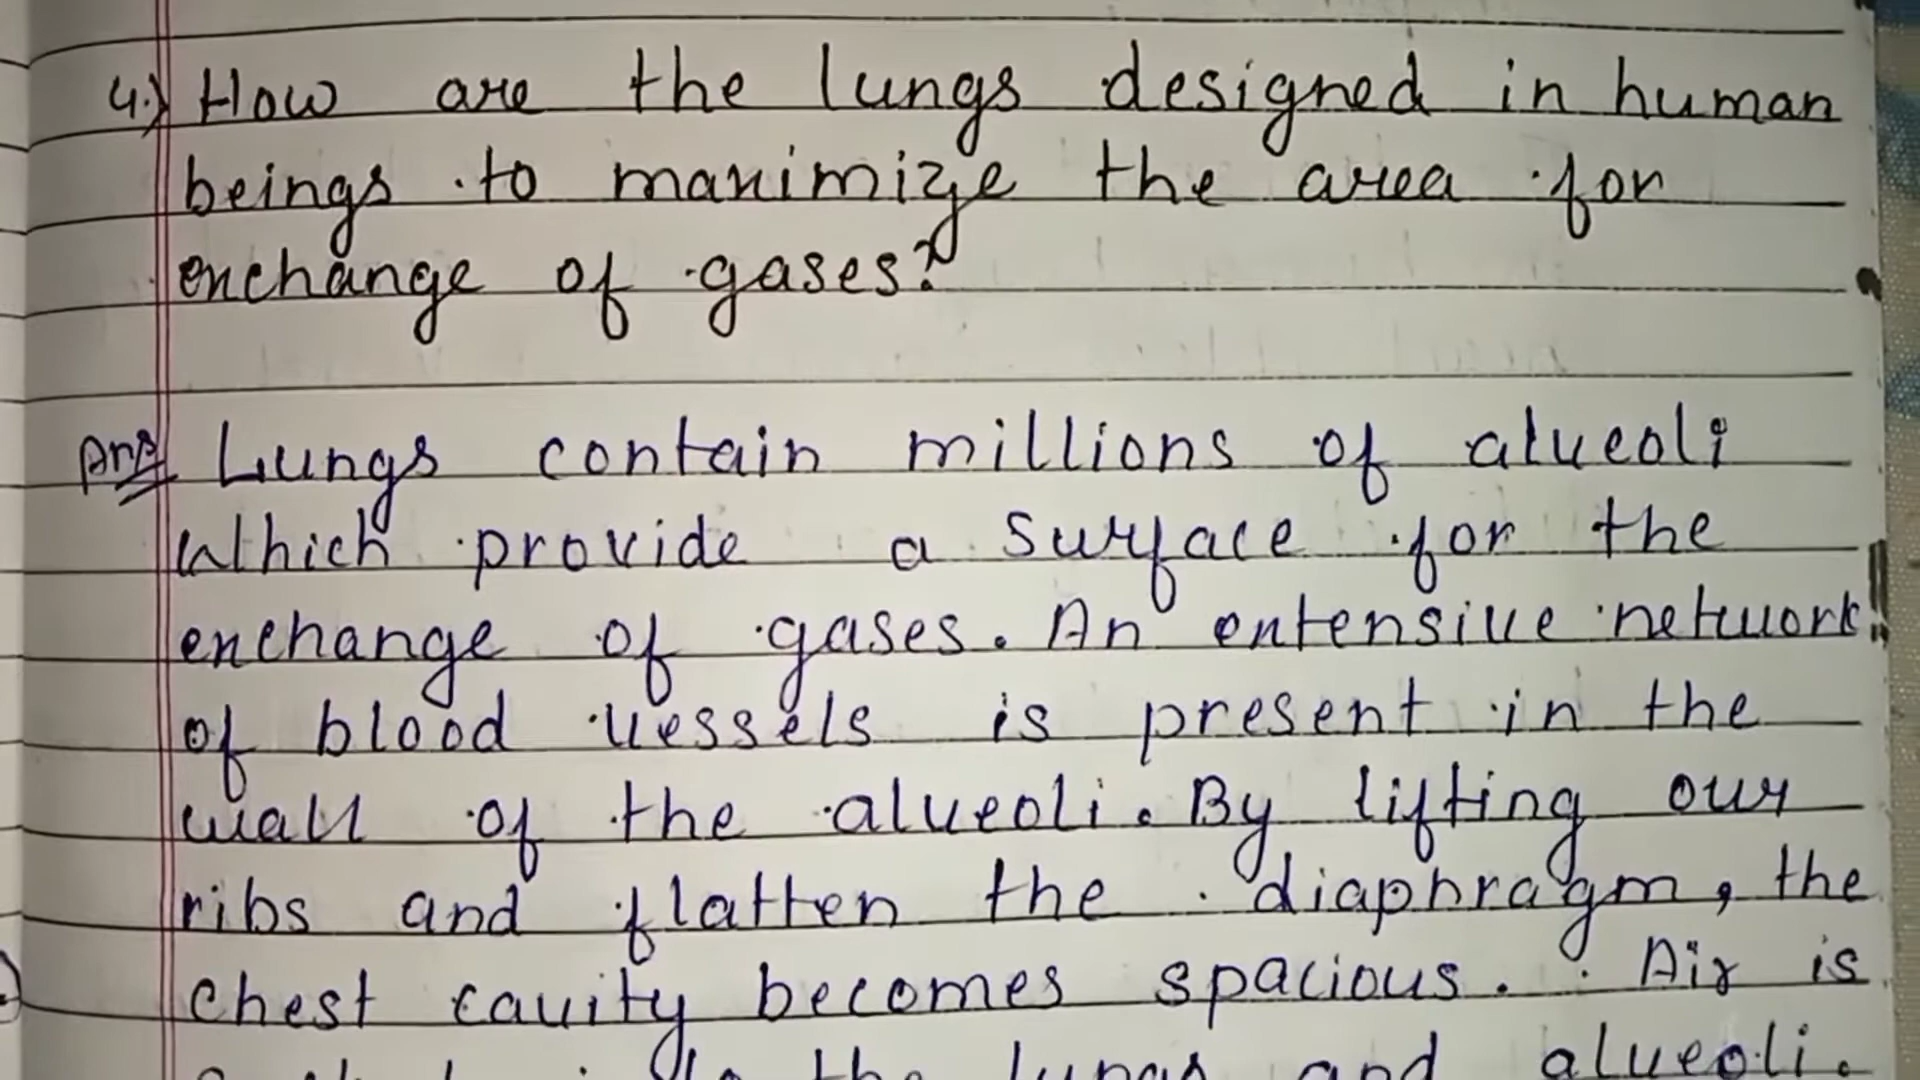 4.) How are the lungs designed in human
beings to maximize the area for
exchange of gases?
Ans Lungs contain millions of alveoli
which provide a surface for the
exchange of gases. An extensive network
of blood vessels is present in the
wall of the alveoli. By lifting our
ribs and flatten the diaphragm, the
chest cavity becomes spacious. Air is
the lungs and alveoli.